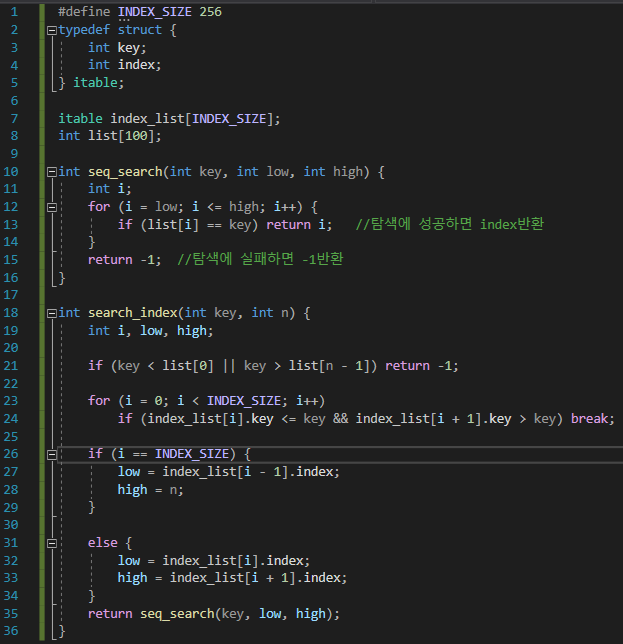 1 #define INDEX_SIZE 256
2 typedef struct {
3 int key;
4 int index;
5 } itable;
6
7 itable index_list[INDEX_SIZE];
8 int list[100];
9
10 int seq_search(int key, int low, int high) {
11 int i;
12 for (i = low; i <= high; i++) {
13 if (list[i] == key) return i; //탐색에 성공하면 index반환
14 }
15 return -1; //탐색에 실패하면 -1반환
16 }
17
18 int search_index(int key, int n) {
19 int i, low, high;
20
21 if (key < list[0] || key > list[n - 1]) return -1;
22
23 for (i = 0; i < INDEX_SIZE; i++)
24 if (index_list[i].key <= key && index_list[i + 1].key > key) break;
25
26 if (i == INDEX_SIZE) {
27 low = index_list[i - 1].index;
28 high = n;
29 }
30
31 else {
32 low = index_list[i].index;
33 high = index_list[i + 1].index;
34 }
35 return seq_search(key, low, high);
36 }